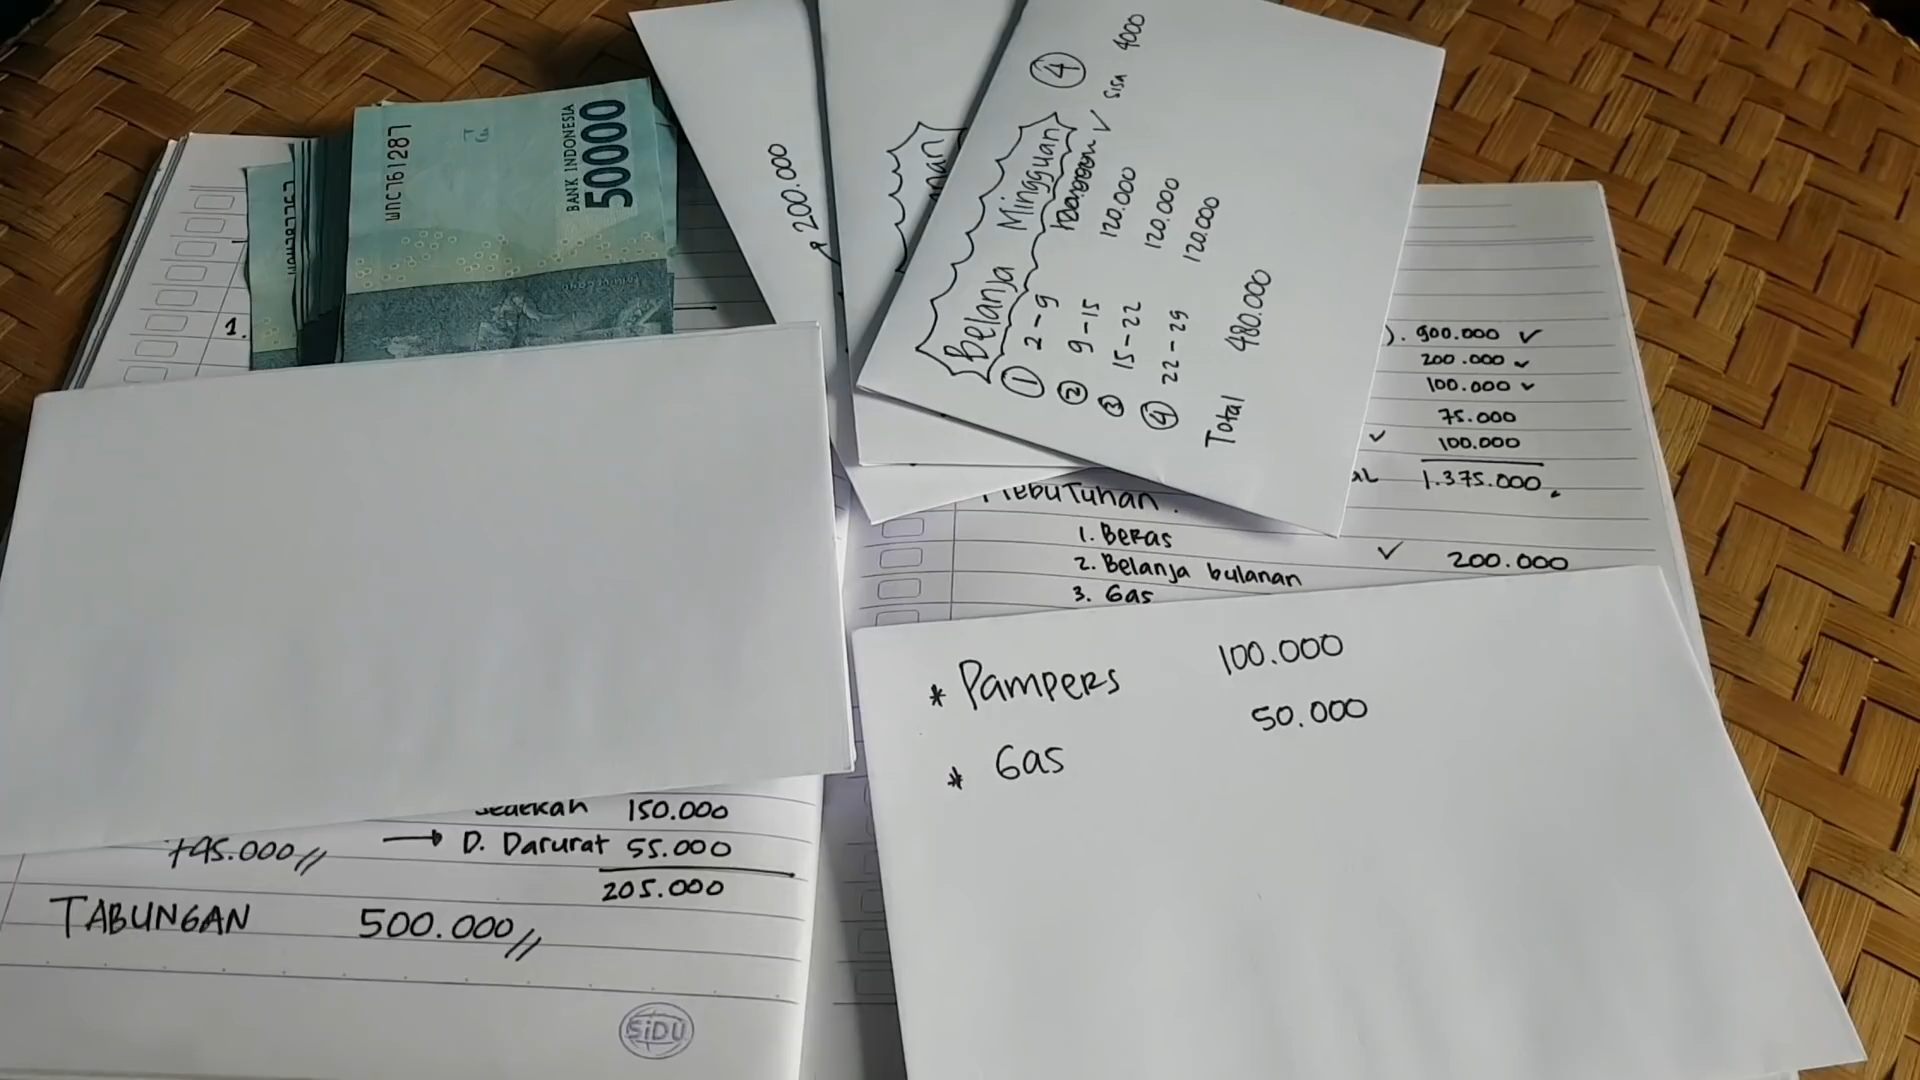 WNC761287
BANK INDONESIA
50000
1.
200.000
④
Belanja Mingguan
① 2-9 120.000 ✓ sisa 4000
② 9-15 120.000
③ 15-22 120.000
④ 22-29 120.000
Total 480.000
). 900.000 ✓
200.000 ✓
100.000 ✓
75.000
✓ 100.000
1.375.000
1. Beras
2. Belanja bulanan ✓ 200.000
3. Gas
* Pampers 100.000
* Gas 50.000
Sedekah 150.000
→ D. Darurat 55.000
205.000
TABUNGAN 500.000//
SiDU